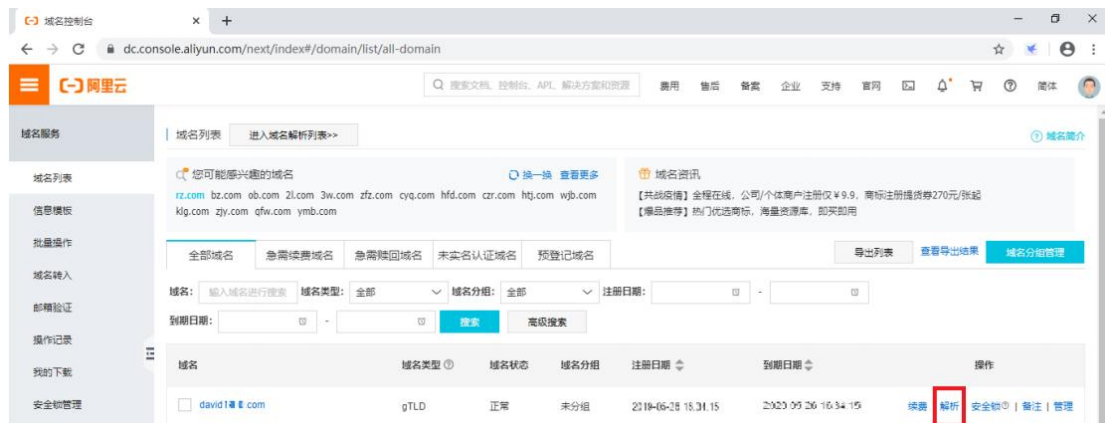 域名控制台
dc.console.aliyun.com/next/index#/domain/list/all-domain
阿里云 搜索文档、控制台、API、解决方案和资源 费用 售后 备案 企业 支持 官网 简体
域名服务 域名列表 进入域名解析列表>> 域名简介
域名列表 您可能感兴趣的域名 换一换 查看更多 域名资讯
rz.com bz.com ob.com 2l.com 3w.com zfz.com cyq.com hfd.com czr.com htj.com wjb.com 【共战疫情】全程在线，公司/个体商户注册仅￥9.9，商标注册提货券270元/张起
信息模板 klg.com zjy.com qfw.com ymb.com 【爆品推荐】热门优选商标，海量资源库，即买即用
批量操作 全部域名 急需续费域名 急需赎回域名 未实名认证域名 预登记域名 导出列表 查看导出结果 域名分组管理
域名转入 域名： 输入域名进行搜索 域名类型： 全部 域名分组： 全部 注册日期： -
邮箱验证 到期日期： - 搜索 高级搜索
操作记录
我的下载 域名 域名类型 域名状态 域名分组 注册日期 到期日期 操作
安全锁管理 gTLD 正常 未分组 续费 解析 安全锁 | 备注 | 管理